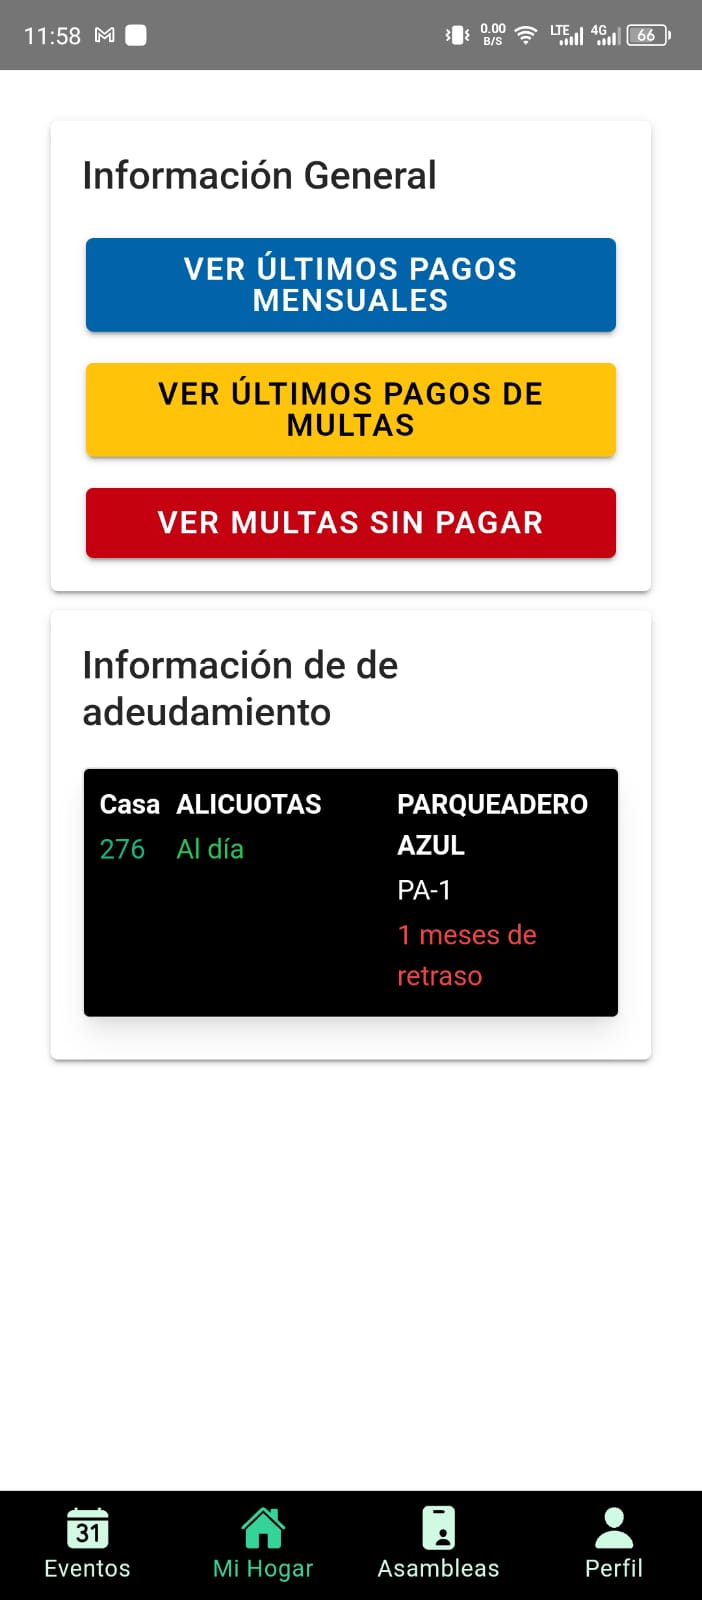 11:58
0.00
B/S
LTE
4G
66
Información General
VER ÚLTIMOS PAGOS
MENSUALES
VER ÚLTIMOS PAGOS DE
MULTAS
VER MULTAS SIN PAGAR
Información de de
adeudamiento
Casa ALICUOTAS PARQUEADERO
AZUL
276 Al día
PA-1
1 meses de
retraso
31
Eventos Mi Hogar Asambleas Perfil